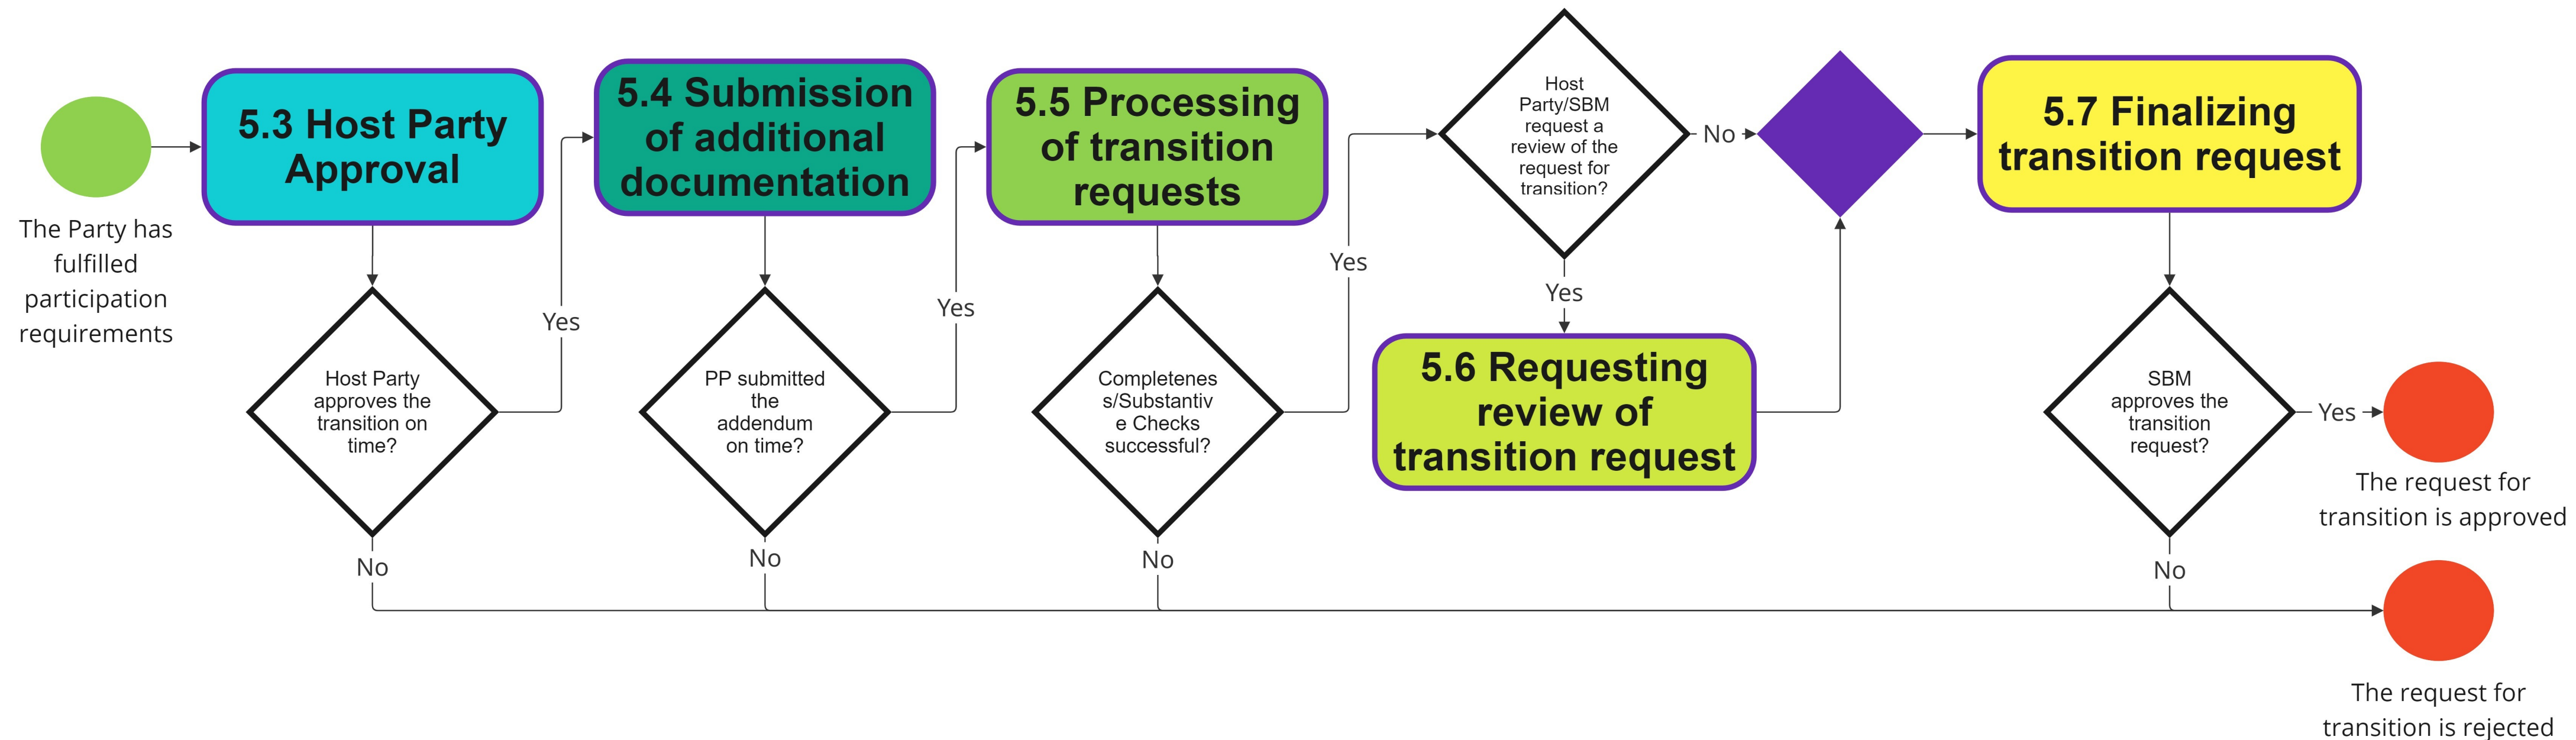 The Party has
fulfilled
participation
requirements
5.3 Host Party
Approval
Host Party
approves the
transition on
time?
Yes
No
5.4 Submission
of additional
documentation
PP submitted
the
addendum
on time?
Yes
No
5.5 Processing
of transition
requests
Completenes
s/Substantiv
e Checks
successful?
Yes
No
Host
Party/SBM
request a
review of the
request for
transition?
No
Yes
5.6 Requesting
review of
transition request
5.7 Finalizing
transition request
SBM
approves the
transition
request?
Yes
No
The request for
transition is approved
The request for
transition is rejected